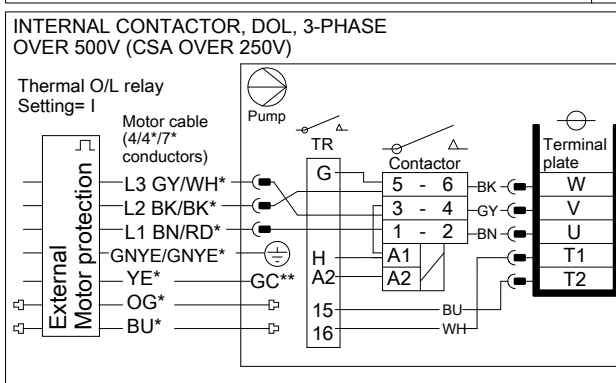 INTERNAL CONTACTOR, DOL, 3-PHASE
OVER 500V (CSA OVER 250V)
Thermal O/L relay
Setting= I
Motor cable
(4/4*/7*
conductors)
Pump
TR
Contactor
Terminal
plate
External
Motor protection
L3 GY/WH*
L2 BK/BK*
L1 BN/RD*
GNYE/GNYE*
YE*
GC**
OG*
BU*
G
H
A2
15
16
5 - 6
3 - 4
1 - 2
A1
A2
BK
GY
BN
BU
WH
W
V
U
T1
T2